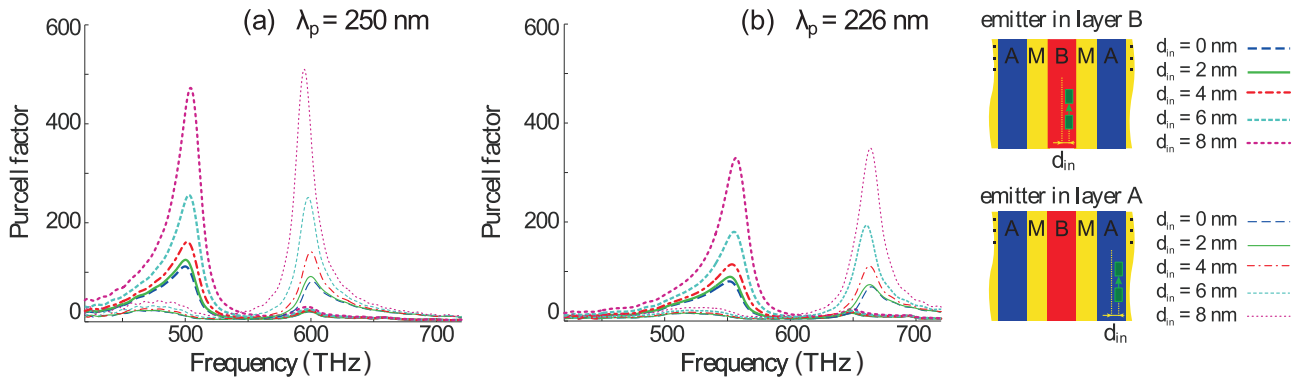 (a) λp = 250 nm
Purcell factor
600
400
200
0
500
600
700
Frequency (THz)
(b) λp = 226 nm
Purcell factor
600
400
200
0
500
600
700
Frequency (THz)
emitter in layer B
A M B M A
din
din = 0 nm
din = 2 nm
din = 4 nm
din = 6 nm
din = 8 nm
emitter in layer A
A M B M A
din
din = 0 nm
din = 2 nm
din = 4 nm
din = 6 nm
din = 8 nm